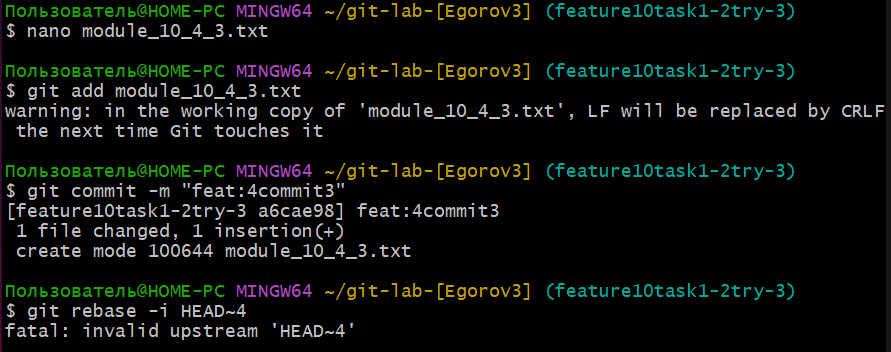 Пользователь@HOME-PC MINGW64 ~/git-lab-[Egorov3] (feature10task1-2try-3)
$ nano module_10_4_3.txt
Пользователь@HOME-PC MINGW64 ~/git-lab-[Egorov3] (feature10task1-2try-3)
$ git add module_10_4_3.txt
warning: in the working copy of 'module_10_4_3.txt', LF will be replaced by CRLF
 the next time Git touches it
Пользователь@HOME-PC MINGW64 ~/git-lab-[Egorov3] (feature10task1-2try-3)
$ git commit -m "feat:4commit3"
[feature10task1-2try-3 a6cae98] feat:4commit3
 1 file changed, 1 insertion(+)
 create mode 100644 module_10_4_3.txt
Пользователь@HOME-PC MINGW64 ~/git-lab-[Egorov3] (feature10task1-2try-3)
$ git rebase -i HEAD~4
fatal: invalid upstream 'HEAD~4'